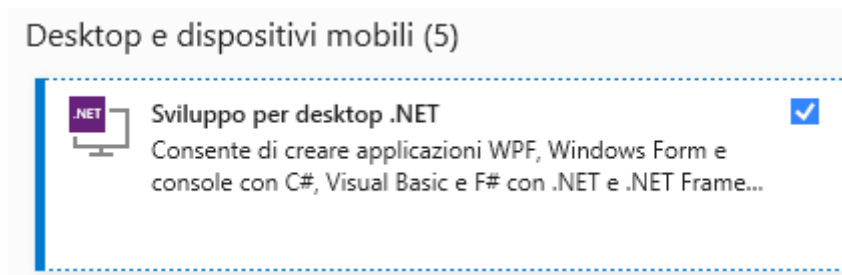 Desktop e dispositivi mobili (5)
.NET
Sviluppo per desktop .NET
Consente di creare applicazioni WPF, Windows Form e
console con C#, Visual Basic e F# con .NET e .NET Frame...